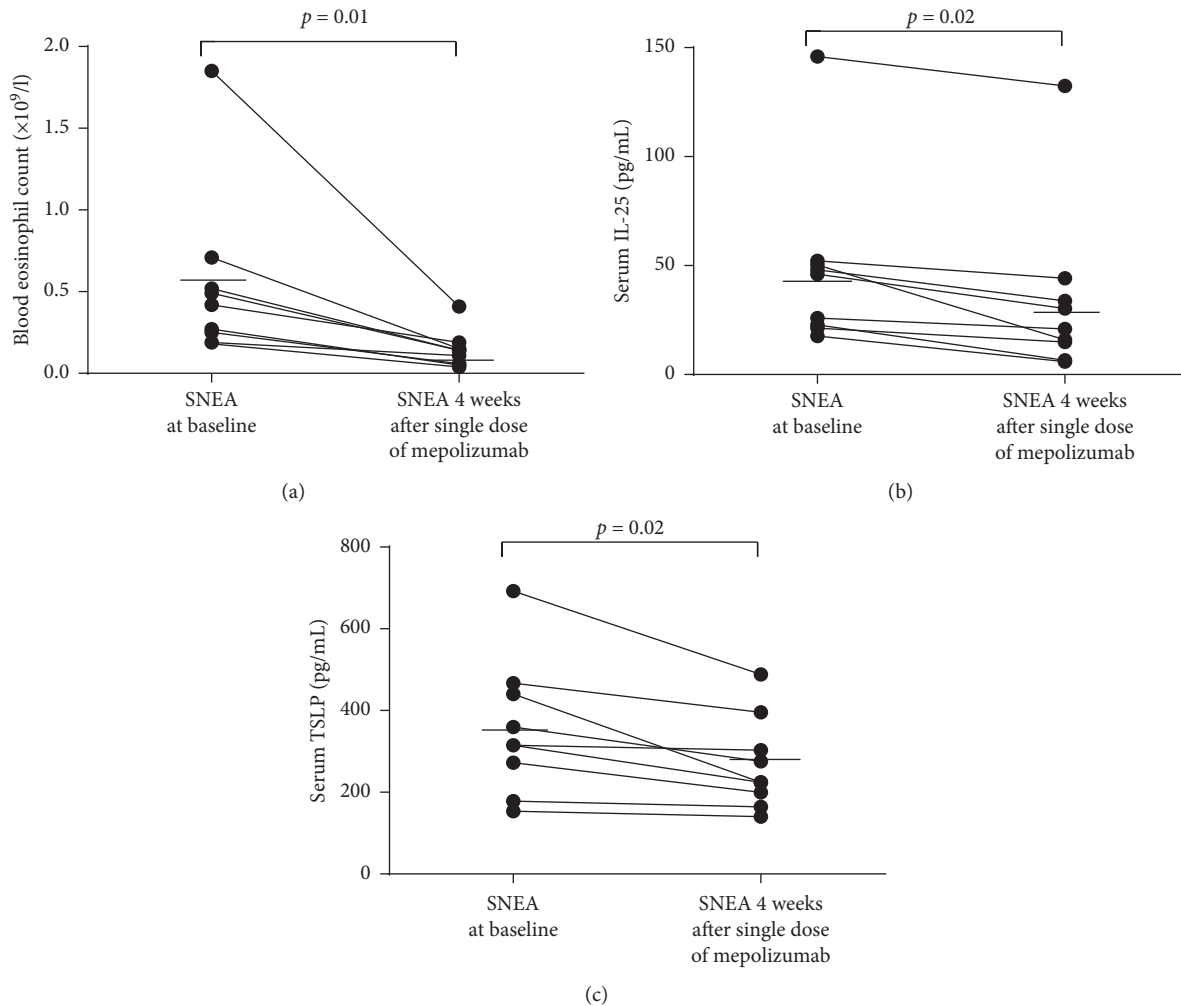 p = 0.01
2.0
1.5
1.0
0.5
0.0
Blood eosinophil count (×10⁹/l)
SNEA
at baseline
SNEA 4 weeks
after single dose
of mepolizumab
(a)
p = 0.02
150
100
50
0
Serum IL-25 (pg/mL)
SNEA
at baseline
SNEA 4 weeks
after single dose
of mepolizumab
(b)
p = 0.02
800
600
400
200
0
Serum TSLP (pg/mL)
SNEA
at baseline
SNEA 4 weeks
after single dose
of mepolizumab
(c)